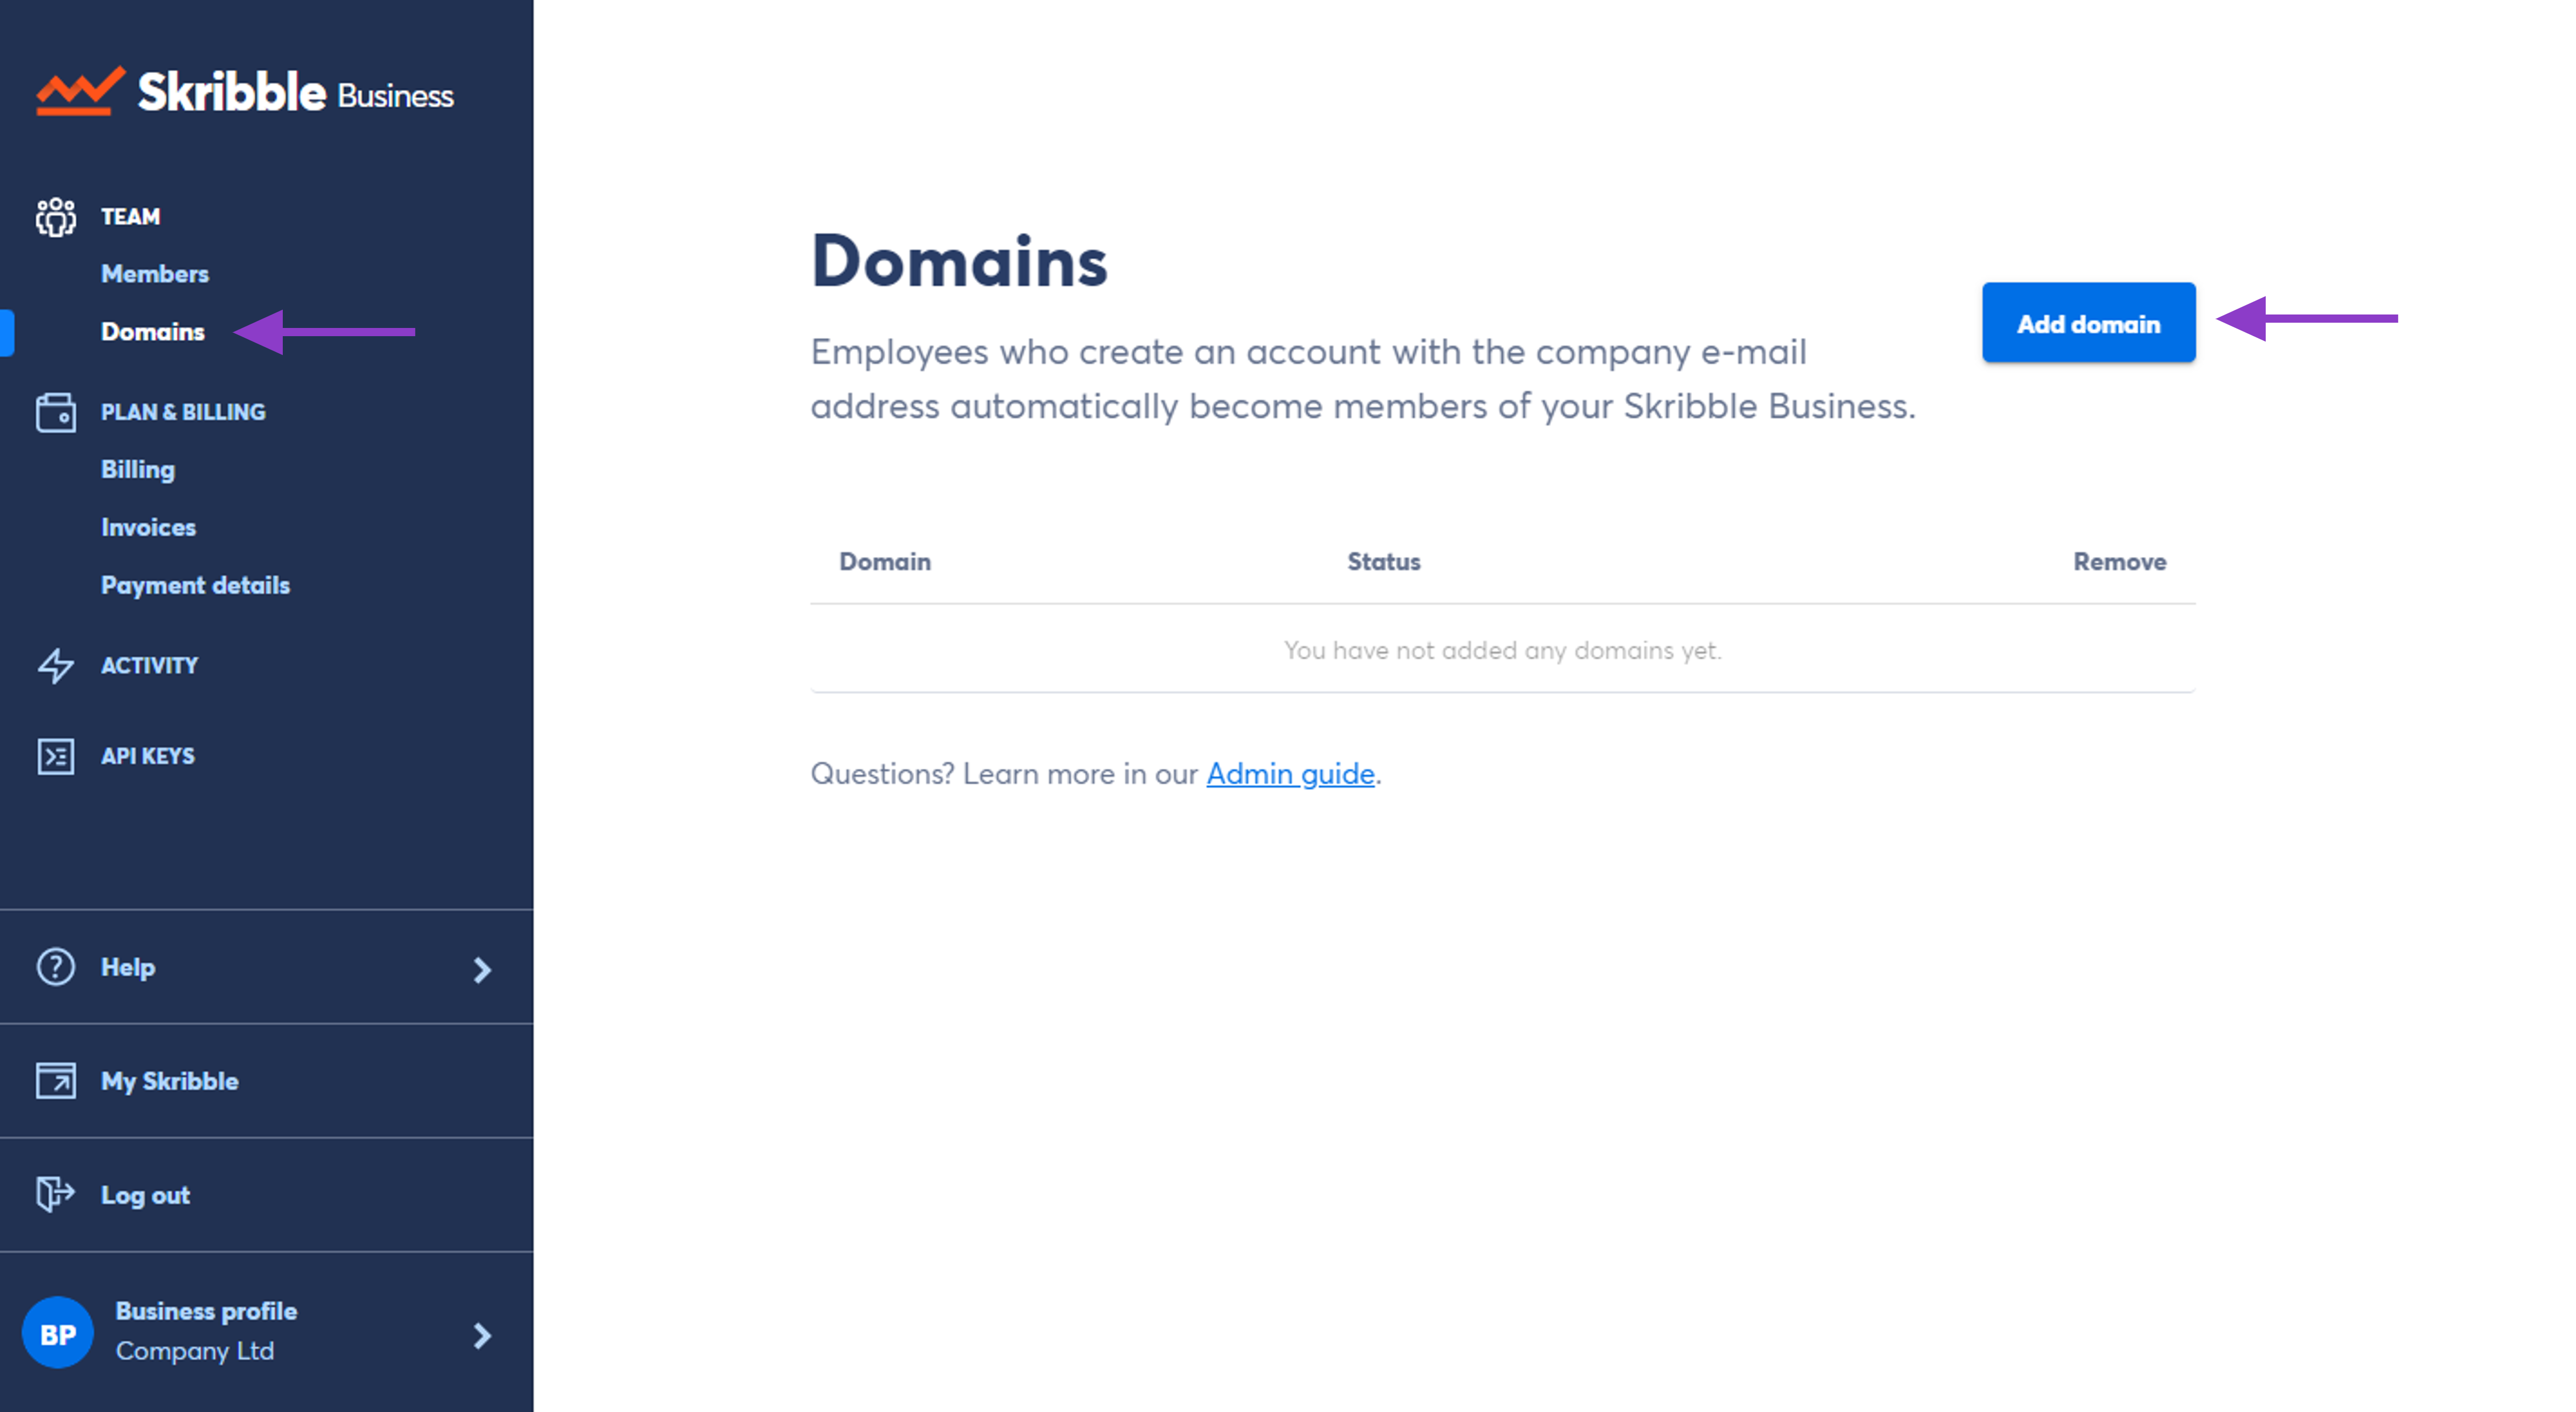 Skribble Business
TEAM
Members
Domains
PLAN & BILLING
Billing
Invoices
Payment details
ACTIVITY
API KEYS
Help
My Skribble
Log out
BP
Business profile
Company Ltd
Domains
Employees who create an account with the company e-mail
address automatically become members of your Skribble Business.
Add domain
Domain Status Remove
You have not added any domains yet.
Questions? Learn more in our Admin guide.